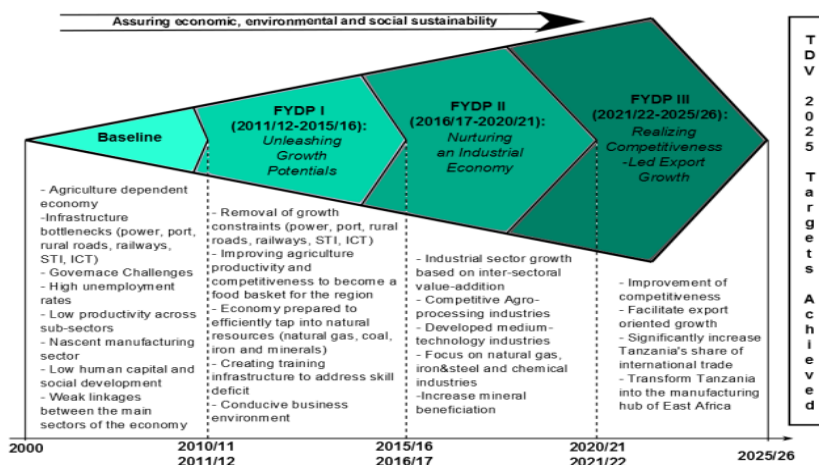 Assuring economic, environmental and social sustainability
Baseline
FYDP I
(2011/12-2015/16):
Unleashing
Growth
Potentials
FYDP II
(2016/17-2020/21):
Nurturing
an Industrial
Economy
FYDP III
(2021/22-2025/26):
Realizing
Competitiveness
-Led Export
Growth
TDV 2025 Targets Achieved
- Agriculture dependent
economy
-Infrastructure
bottlenecks (power, port,
rural roads, railways,
STI, ICT)
- Governace Challenges
- High unemployment
rates
- Low productivity across
sub-sectors
- Nascent manufacturing
sector
- Low human capital and
social development
- Weak linkages
between the main
sectors of the economy
- Removal of growth
constraints (power, port, rural
roads, railways, STI, ICT)
- Improving agriculture
productivity and
competitiveness to become a
food basket for the region
- Economy prepared to
efficiently tap into natural
resources (natural gas, coal,
iron and minerals)
- Creating training
infrastructure to address skill
deficit
- Conducive business
environment
- Industrial sector growth
based on inter-sectoral
value-addition
- Competitive Agro-
processing industries
- Developed medium-
technology industries
- Focus on natural gas,
iron&steel and chemical
industries
-Increase mineral
beneficiation
- Improvement of
competitiveness
- Facilitate export
oriented growth
- Significantly increase
Tanzania's share of
international trade
- Transform Tanzania
into the manufacturing
hub of East Africa
2000
2010/11
2011/12
2015/16
2016/17
2020/21
2021/22
2025/26